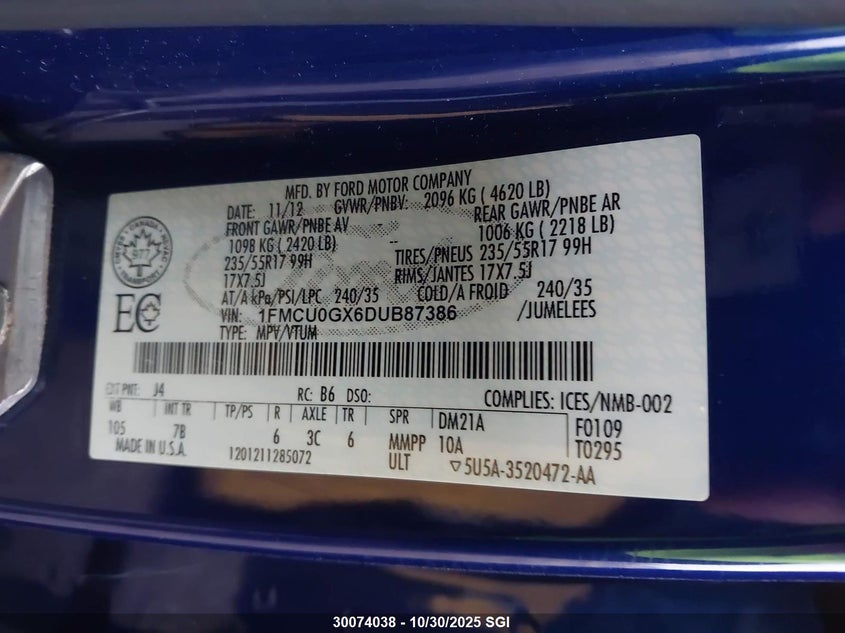 MFD. BY FORD MOTOR COMPANY
DATE: 11/12 GVWR/PNBV: 2096 KG ( 4620 LB)
FRONT GAWR/PNBE AV REAR GAWR/PNBE AR
1098 KG ( 2420 LB) -- 1006 KG ( 2218 LB)
235/55R17 99H TIRES/PNEUS 235/55R17 99H
17X7.5J RIMS/JANTES 17X7.5J
AT/A kPa/PSI/LPC 240/35 COLD/A FROID 240/35
VIN: 1FMCU0GX6DUB87386 /JUMELEES
TYPE: MPV/VTUM
EC
EXT PNT: J4 RC: B6 DSO: COMPLIES: ICES/NMB-002
WB INT TR TP/PS R AXLE TR SPR DM21A F0109
105 7B 6 3C 6 MMPP 10A T0295
MADE IN U.S.A. 1201211285072 ULT ▽5U5A-3520472-AA
30074038 - 10/30/2025 SGI